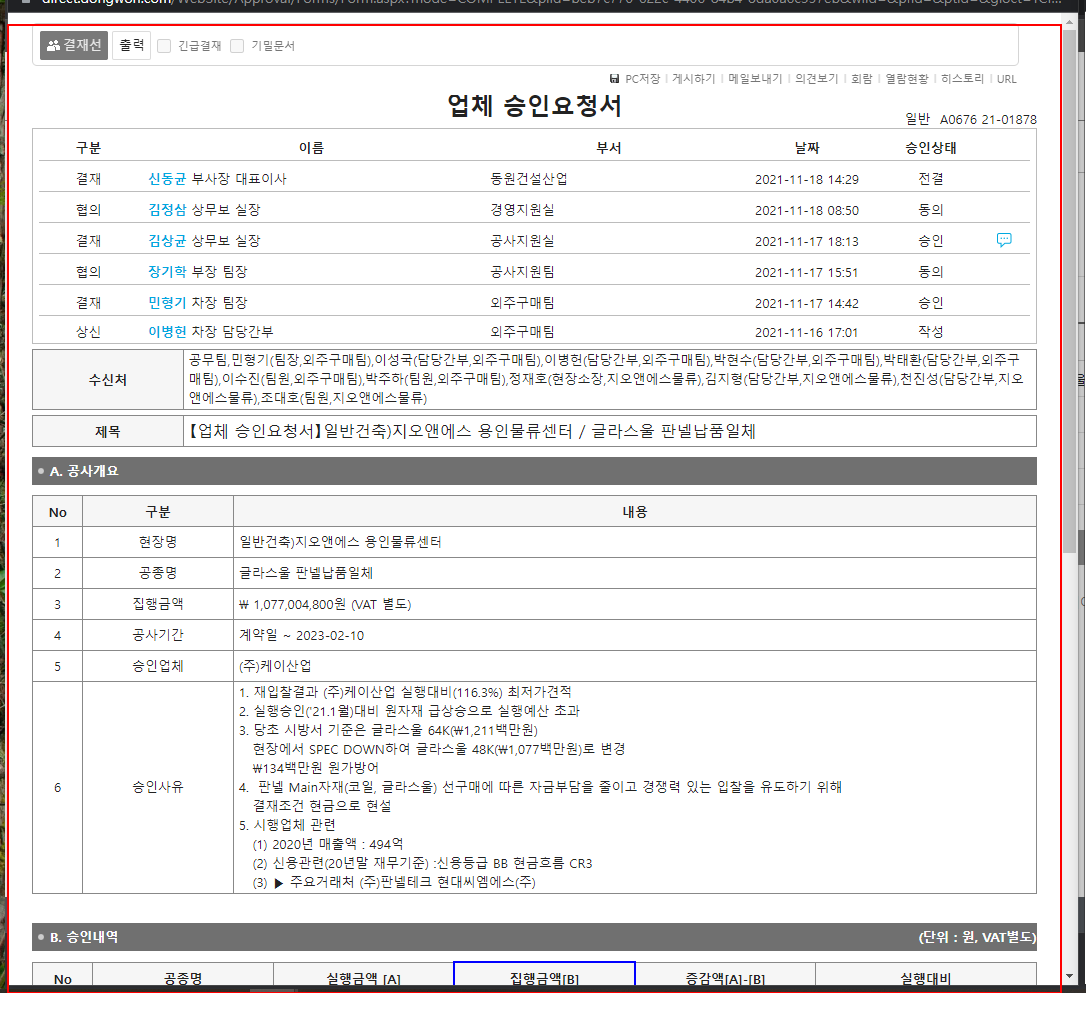 결재선 출력 긴급결재 기밀문서
PC저장 | 게시하기 | 메일보내기 | 의견보기 | 회람 | 열람현황 | 히스토리 | URL
업체 승인요청서
일반 A0676 21-01878
구분 이름 부서 날짜 승인상태
결재 신동균 부사장 대표이사 동원건설산업 2021-11-18 14:29 전결
협의 김정삼 상무보 실장 경영지원실 2021-11-18 08:50 동의
결재 김상균 상무보 실장 공사지원실 2021-11-17 18:13 승인
협의 장기학 부장 팀장 공사지원팀 2021-11-17 15:51 동의
결재 민형기 차장 팀장 외주구매팀 2021-11-17 14:42 승인
상신 이병헌 차장 담당간부 외주구매팀 2021-11-16 17:01 작성
수신처
공무팀,민형기(팀장,외주구매팀),이성국(담당간부,외주구매팀),이병헌(담당간부,외주구매팀),박현수(담당간부,외주구매팀),박태환(담당간부,외주구
매팀),이수진(팀원,외주구매팀),박주하(팀원,외주구매팀),정재호(현장소장,지오앤에스물류),김지형(담당간부,지오앤에스물류),천진성(담당간부,지오
앤에스물류),조대호(팀원,지오앤에스물류)
제목 【업체 승인요청서】일반건축)지오앤에스 용인물류센터 / 글라스울 판넬납품일체
A. 공사개요
No 구분 내용
1 현장명 일반건축)지오앤에스 용인물류센터
2 공종명 글라스울 판넬납품일체
3 집행금액 ₩ 1,077,004,800원 (VAT 별도)
4 공사기간 계약일 ~ 2023-02-10
5 승인업체 (주)케이산업
6 승인사유
1. 재입찰결과 (주)케이산업 실행대비(116.3%) 최저가견적
2. 실행승인('21.1월)대비 원자재 급상승으로 실행예산 초과
3. 당초 시방서 기준은 글라스울 64K(₩1,211백만원)
현장에서 SPEC DOWN하여 글라스울 48K(₩1,077백만원)로 변경
₩134백만원 원가방어
4. 판넬 Main자재(코일, 글라스울) 선구매에 따른 자금부담을 줄이고 경쟁력 있는 입찰을 유도하기 위해
결재조건 현금으로 현설
5. 시행업체 관련
(1) 2020년 매출액 : 494억
(2) 신용관련(20년말 재무기준) :신용등급 BB 현금흐름 CR3
(3) ▶ 주요거래처 (주)판넬테크 현대씨엠에스(주)
B. 승인내역 (단위 : 원, VAT별도)
No 공종명 실행금액 [A] 집행금액[B] 증감액[A]-[B] 실행대비